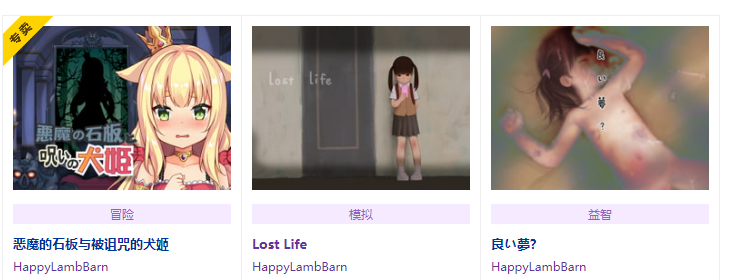 专卖
悪魔の石板
呪いの犬姫
lost life
良い夢?
冒险
模拟
益智
恶魔的石板与被诅咒的犬姬
Lost Life
良い夢?
HappyLambBarn
HappyLambBarn
HappyLambBarn